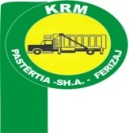 KRM
PASTËRTIA -SH.A.- FERIZAJ